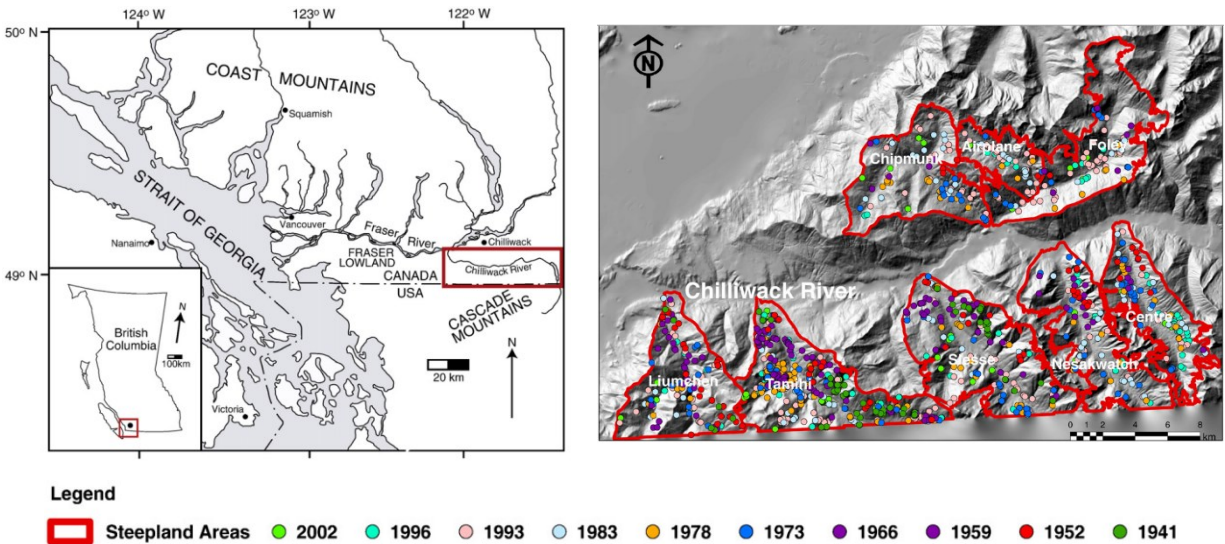 124° W
123° W
122° W
50° N
COAST MOUNTAINS
Squamish
STRAIT OF GEORGIA
Vancouver
Fraser River
Nanaimo
FRASER
LOWLAND
Chilliwack
Chilliwack River
49° N
CANADA
USA
CASCADE
MOUNTAINS
N
20 km
Victoria
N
British
Columbia
100km
N
Chipmunk
Airplane
Foley
Chilliwack River
Centre
Slesse
Nesakwatch
Liumchen
Tamihi
0 1 2 4 6 8
km
Legend
Steepland Areas 2002 1996 1993 1983 1978 1973 1966 1959 1952 1941